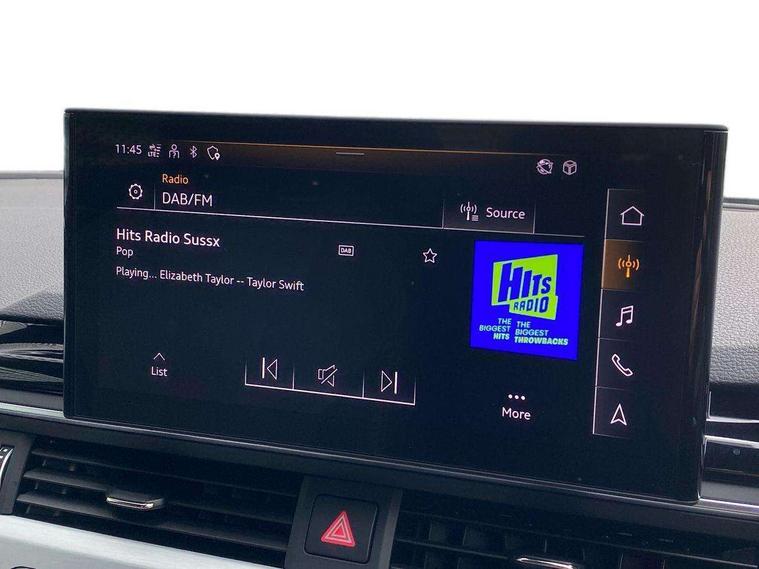 11:45 LTE
Radio
DAB/FM
Source
Hits Radio Sussx
DAB
Pop
Playing... Elizabeth Taylor -- Taylor Swift
HITS
RADIO
THE BIGGEST HITS
THE BIGGEST THROWBACKS
List
More